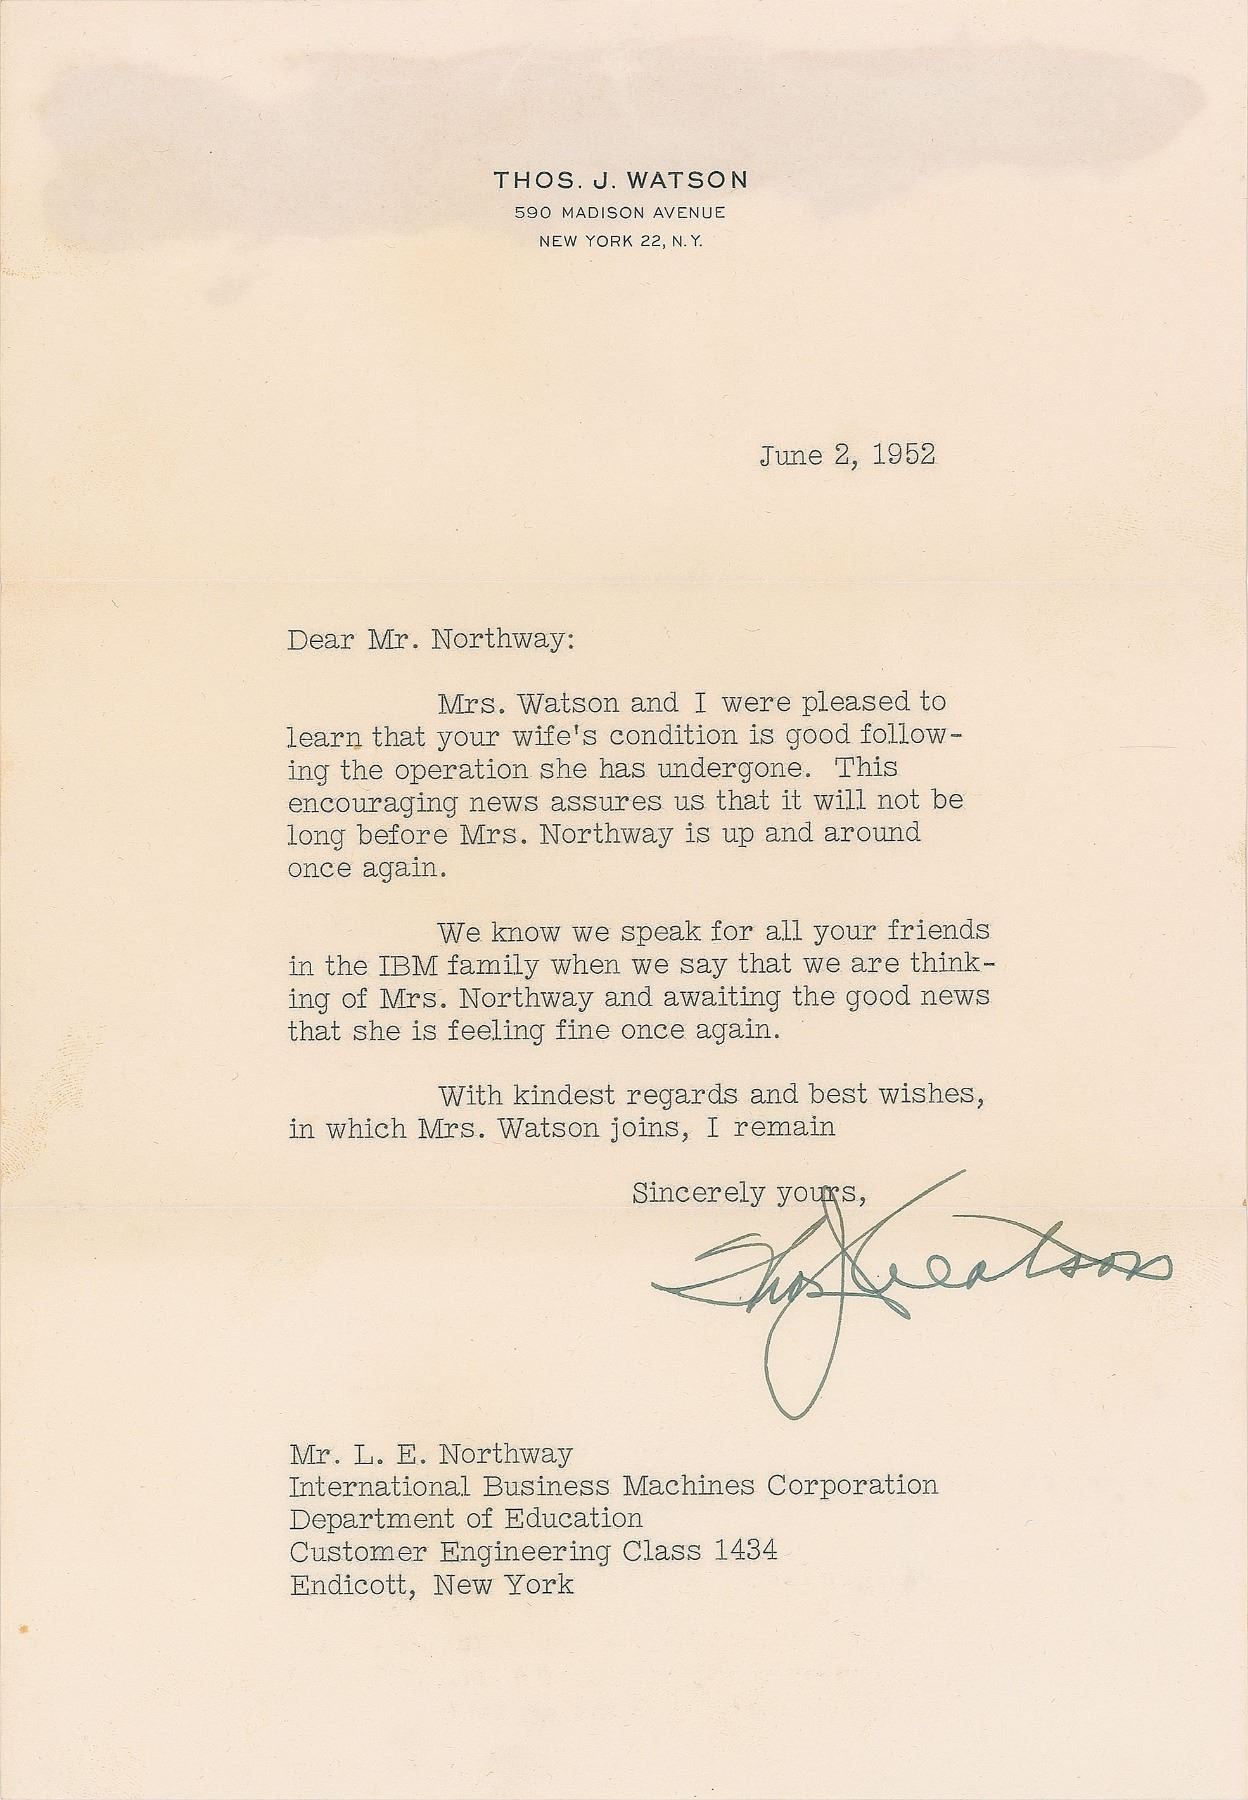 THOS. J. WATSON
590 MADISON AVENUE
NEW YORK 22, N.Y.
June 2, 1952
Dear Mr. Northway:
Mrs. Watson and I were pleased to
learn that your wife's condition is good follow-
ing the operation she has undergone. This
encouraging news assures us that it will not be
long before Mrs. Northway is up and around
once again.
We know we speak for all your friends
in the IBM family when we say that we are think-
ing of Mrs. Northway and awaiting the good news
that she is feeling fine once again.
With kindest regards and best wishes,
in which Mrs. Watson joins, I remain
Sincerely yours,
Thos J Watson
Mr. L. E. Northway
International Business Machines Corporation
Department of Education
Customer Engineering Class 1434
Endicott, New York